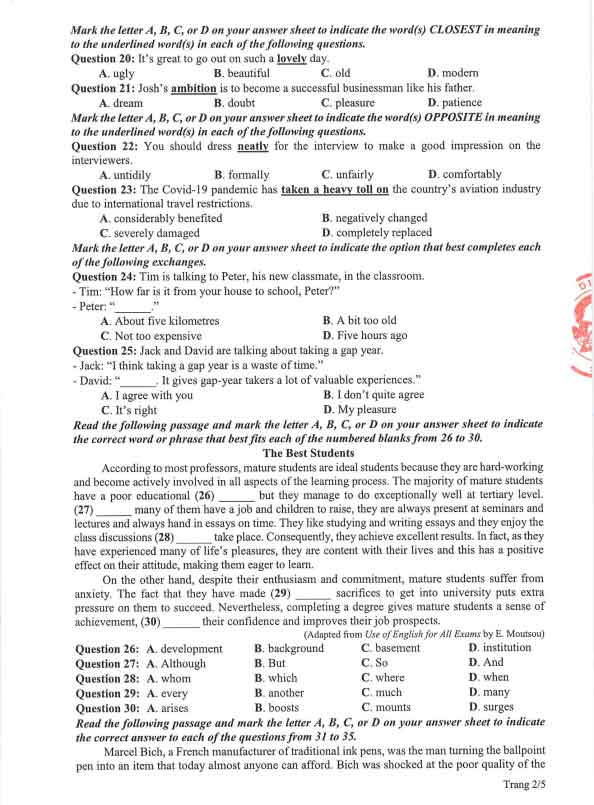 Mark the letter A, B, C, or D on your answer sheet to indicate the word(s) CLOSEST in meaning
to the underlined word(s) in each of the following questions.
Question 20: It's great to go out on such a lovely day.
A. ugly B. beautiful C. old D. modern
Question 21: Josh's ambition is to become a successful businessman like his father.
A. dream B. doubt C. pleasure D. patience
Mark the letter A, B, C, or D on your answer sheet to indicate the word(s) OPPOSITE in meaning
to the underlined word(s) in each of the following questions.
Question 22: You should dress neatly for the interview to make a good impression on the
interviewers.
A. untidily B. formally C. unfairly D. comfortably
Question 23: The Covid-19 pandemic has taken a heavy toll on the country's aviation industry
due to international travel restrictions.
A. considerably benefited B. negatively changed
C. severely damaged D. completely replaced
Mark the letter A, B, C, or D on your answer sheet to indicate the option that best completes each
of the following exchanges.
Question 24: Tim is talking to Peter, his new classmate, in the classroom.
- Tim: "How far is it from your house to school, Peter?"
- Peter: "______."
A. About five kilometres B. A bit too old
C. Not too expensive D. Five hours ago
Question 25: Jack and David are talking about taking a gap year.
- Jack: "I think taking a gap year is a waste of time."
- David: "______. It gives gap-year takers a lot of valuable experiences."
A. I agree with you B. I don't quite agree
C. It's right D. My pleasure
Read the following passage and mark the letter A, B, C, or D on your answer sheet to indicate
the correct word or phrase that best fits each of the numbered blanks from 26 to 30.
The Best Students
According to most professors, mature students are ideal students because they are hard-working
and become actively involved in all aspects of the learning process. The majority of mature students
have a poor educational (26) ______ but they manage to do exceptionally well at tertiary level.
(27) ______ many of them have a job and children to raise, they are always present at seminars and
lectures and always hand in essays on time. They like studying and writing essays and they enjoy the
class discussions (28) ______ take place. Consequently, they achieve excellent results. In fact, as they
have experienced many of life's pleasures, they are content with their lives and this has a positive
effect on their attitude, making them eager to learn.
On the other hand, despite their enthusiasm and commitment, mature students suffer from
anxiety. The fact that they have made (29) ______ sacrifices to get into university puts extra
pressure on them to succeed. Nevertheless, completing a degree gives mature students a sense of
achievement, (30) ______ their confidence and improves their job prospects.
(Adapted from Use of English for All Exams by E. Moutsou)
Question 26: A. development B. background C. basement D. institution
Question 27: A. Although B. But C. So D. And
Question 28: A. whom B. which C. where D. when
Question 29: A. every B. another C. much D. many
Question 30: A. arises B. boosts C. mounts D. surges
Read the following passage and mark the letter A, B, C, or D on your answer sheet to indicate
the correct answer to each of the questions from 31 to 35.
Marcel Bich, a French manufacturer of traditional ink pens, was the man turning the ballpoint
pen into an item that today almost anyone can afford. Bich was shocked at the poor quality of the
Trang 2/5